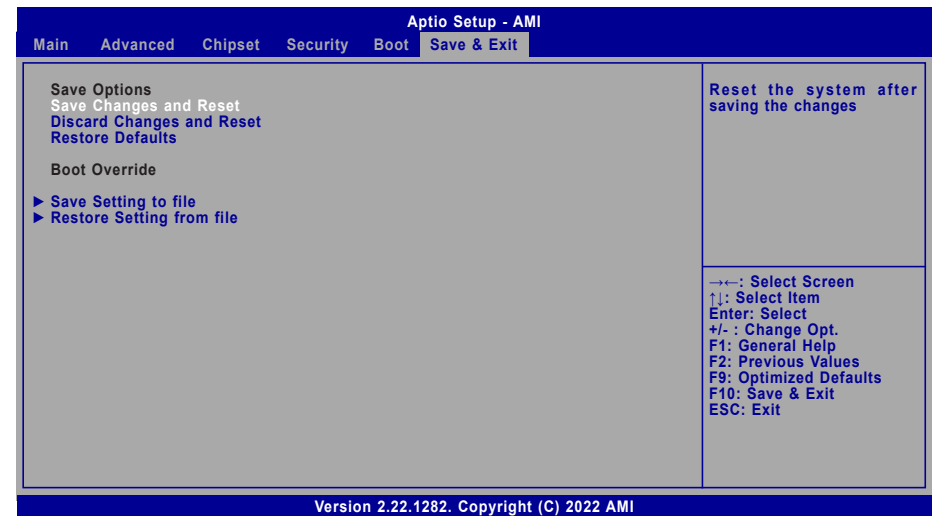 Aptio Setup - AMI
Main Advanced Chipset Security Boot Save & Exit
Save Options
Save Changes and Reset
Discard Changes and Reset
Restore Defaults
Boot Override
▶ Save Setting to file
▶ Restore Setting from file
Reset the system after
saving the changes
→←: Select Screen
↑↓: Select Item
Enter: Select
+/- : Change Opt.
F1: General Help
F2: Previous Values
F9: Optimized Defaults
F10: Save & Exit
ESC: Exit
Version 2.22.1282. Copyright (C) 2022 AMI